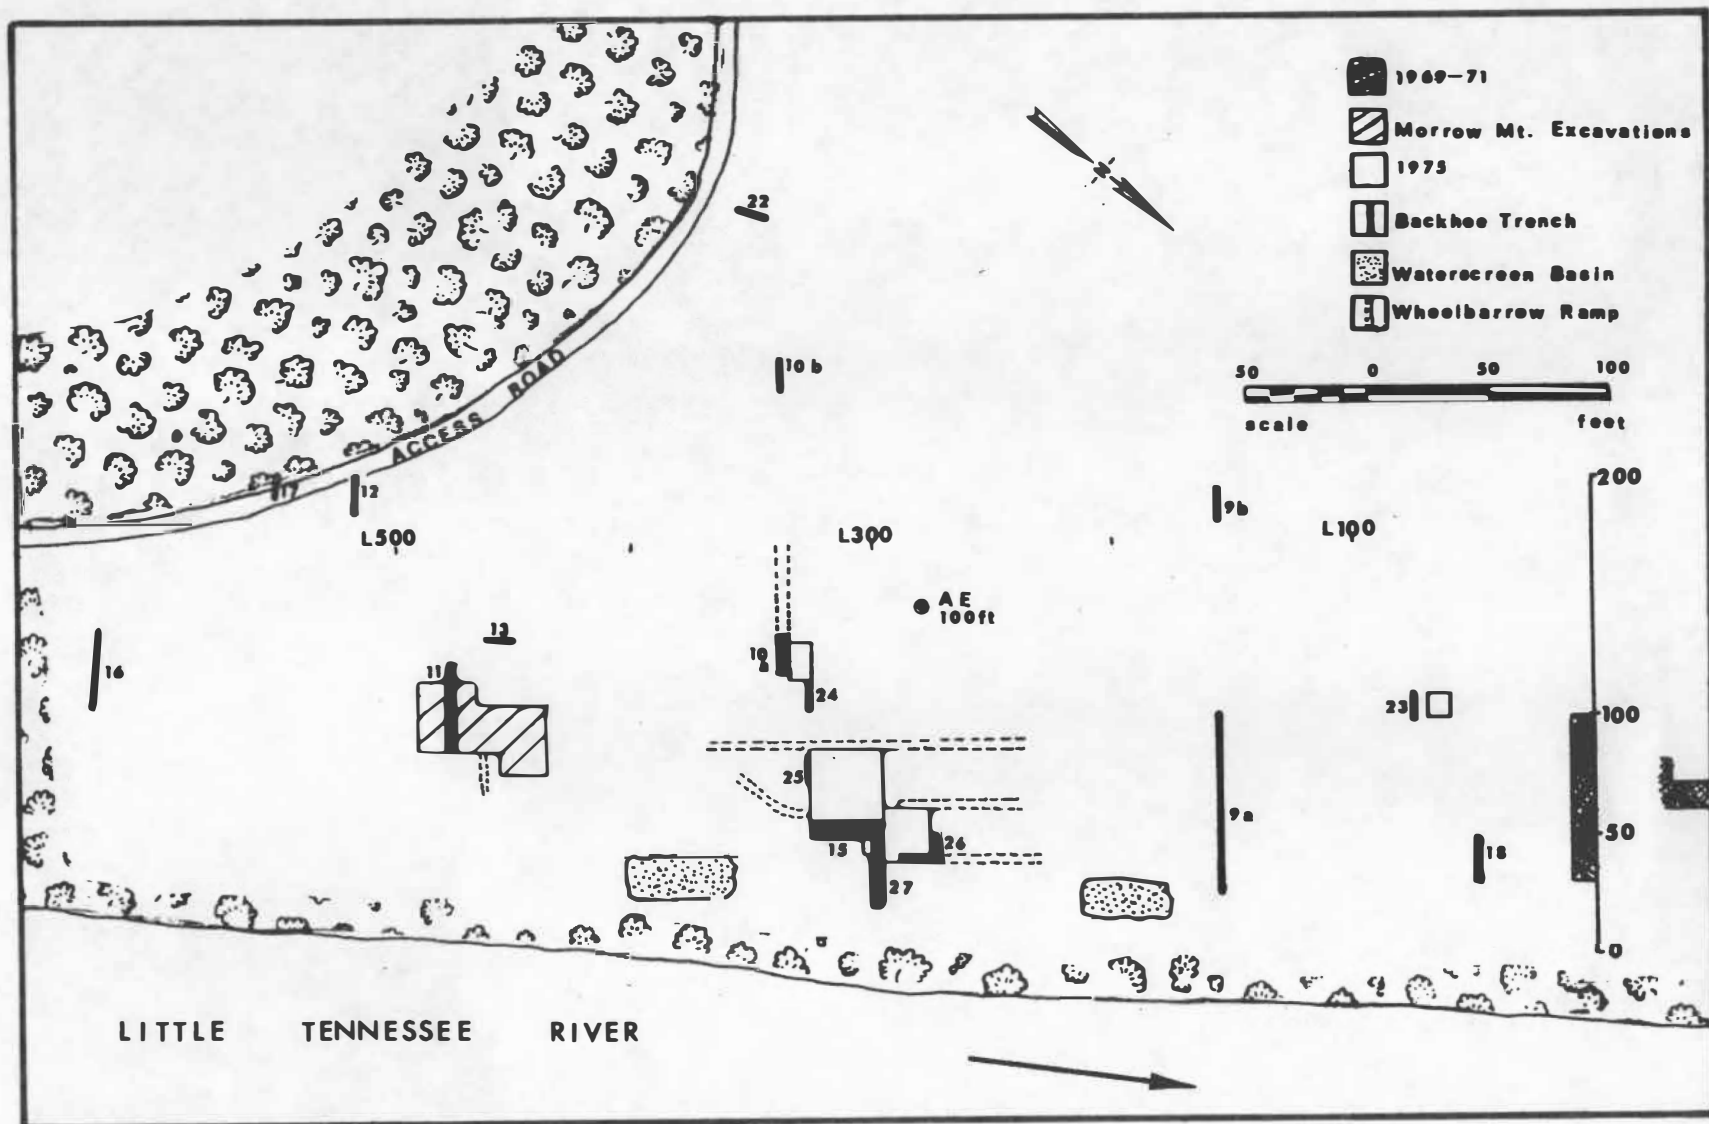 1969-71
Morrow Mt. Excavations
1975
Backhoe Trench
Waterscreen Basin
Wheelbarrow Ramp
22
10 b
50 0 50 100
scale feet
ACCESS ROAD
17
12
9b
200
L500
L300
L100
AE
100ft
13
16
11
10
a
24
23
100
25
9a
50
15
26
18
27
0
LITTLE TENNESSEE RIVER